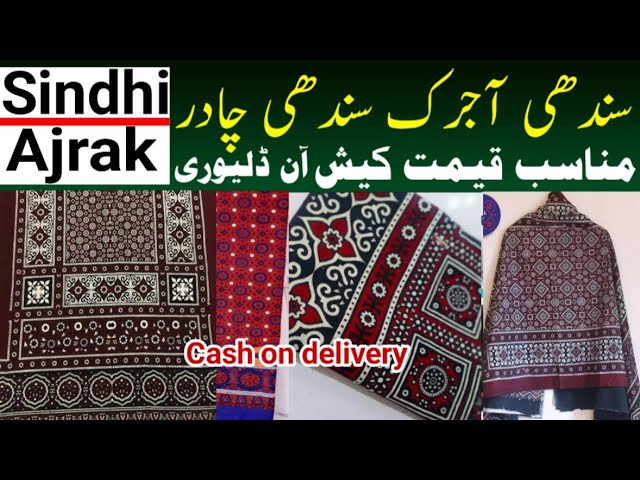 Sindhi
Ajrak
سندھی آجرک سندھی چادر
مناسب قیمت کیش آن ڈلیوری
Cash on delivery